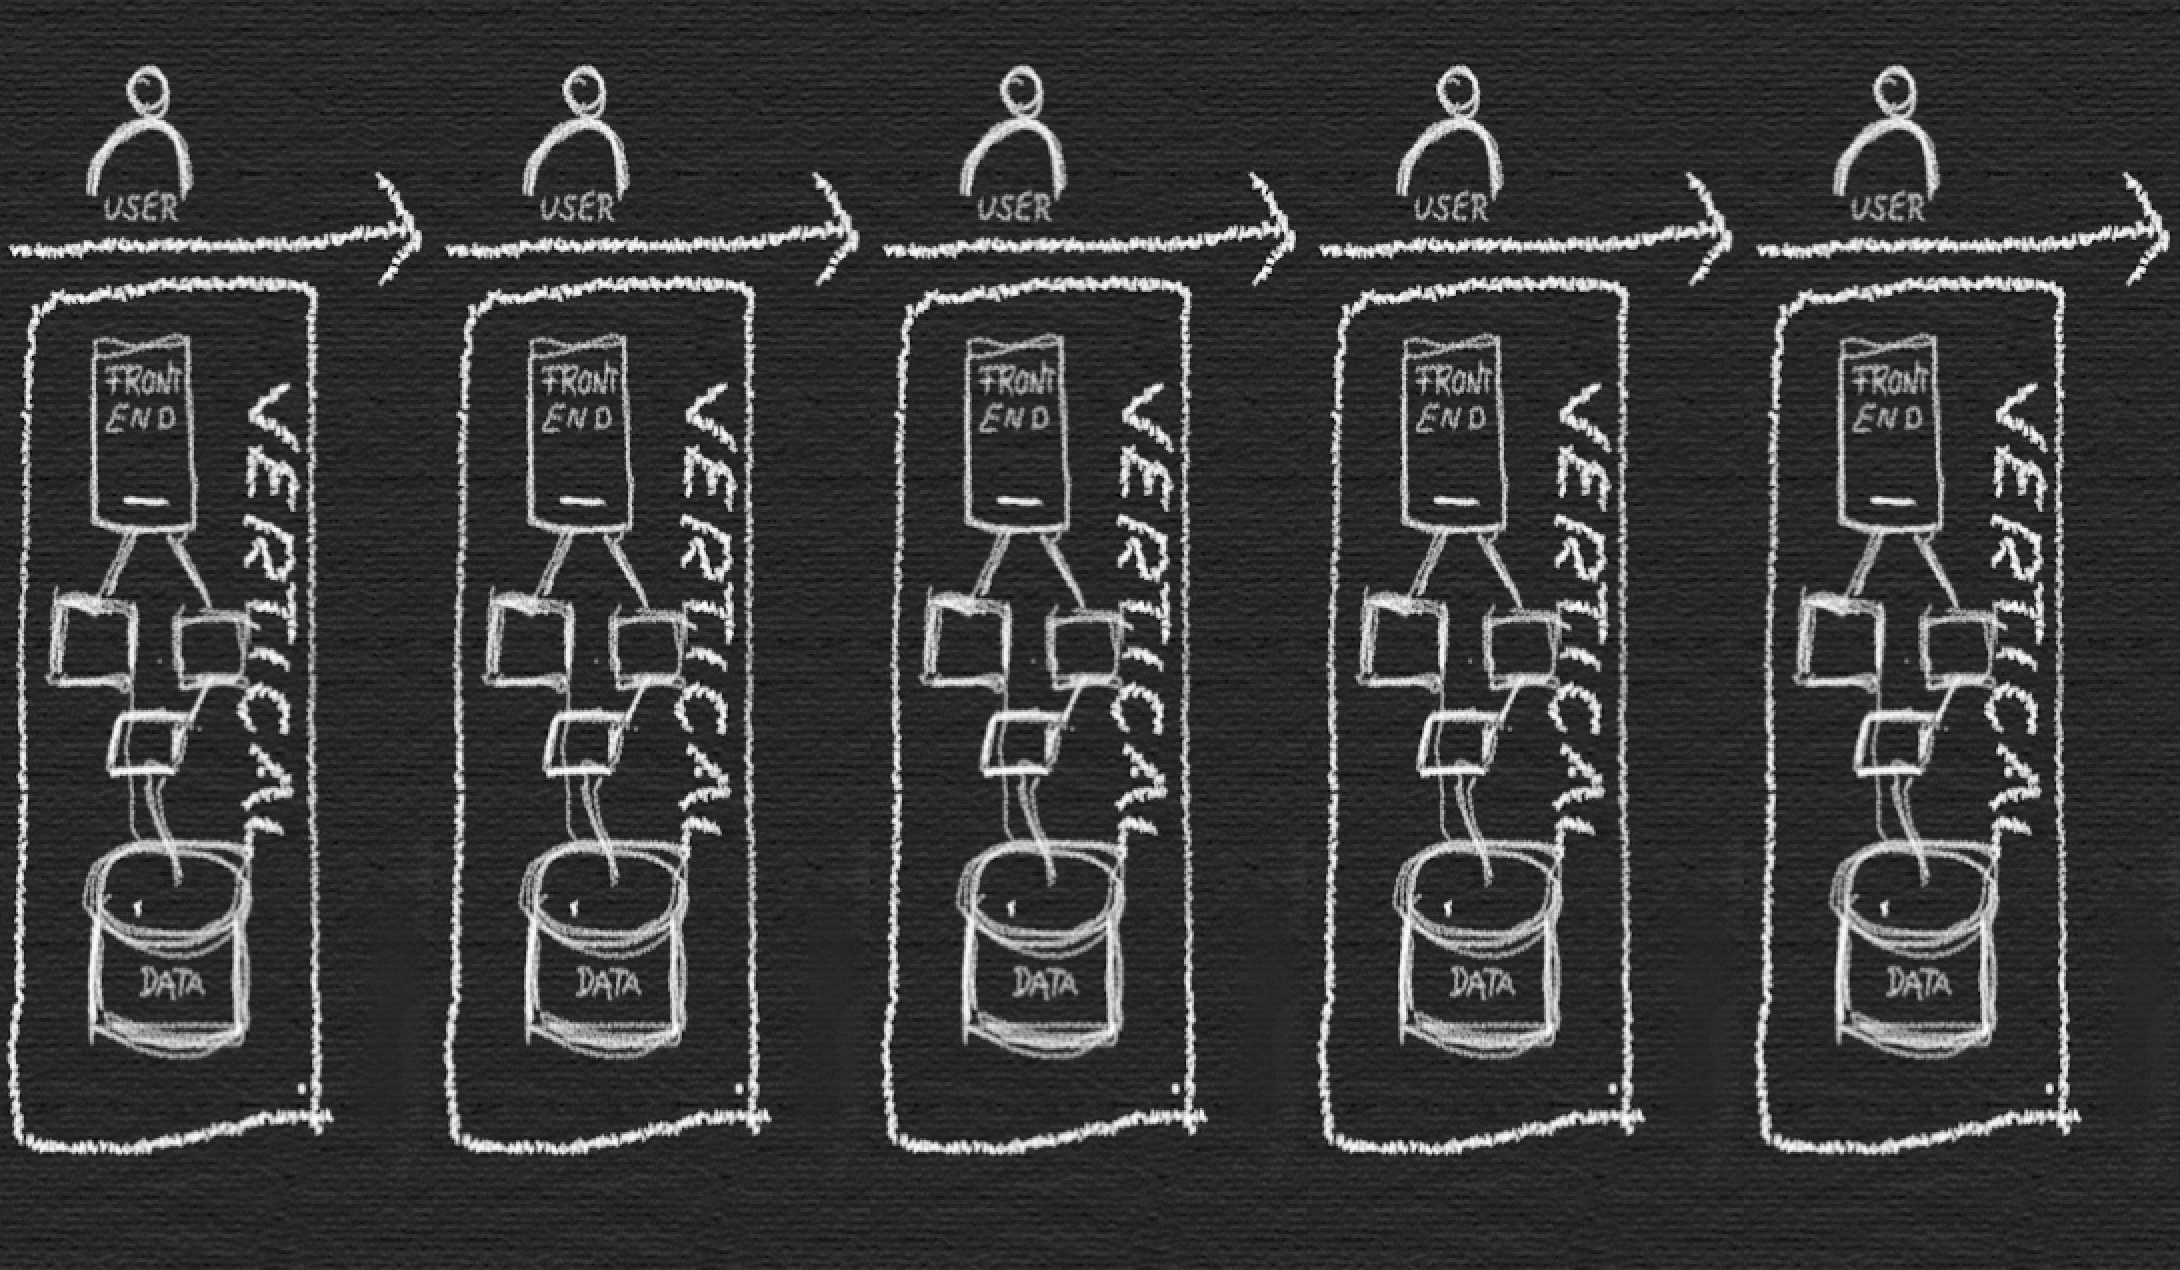 USER
USER
USER
USER
USER
FRONT
END
VERTICAL
FRONT
END
VERTICAL
FRONT
END
VERTICAL
FRONT
END
VERTICAL
FRONT
END
VERTICAL
DATA
DATA
DATA
DATA
DATA